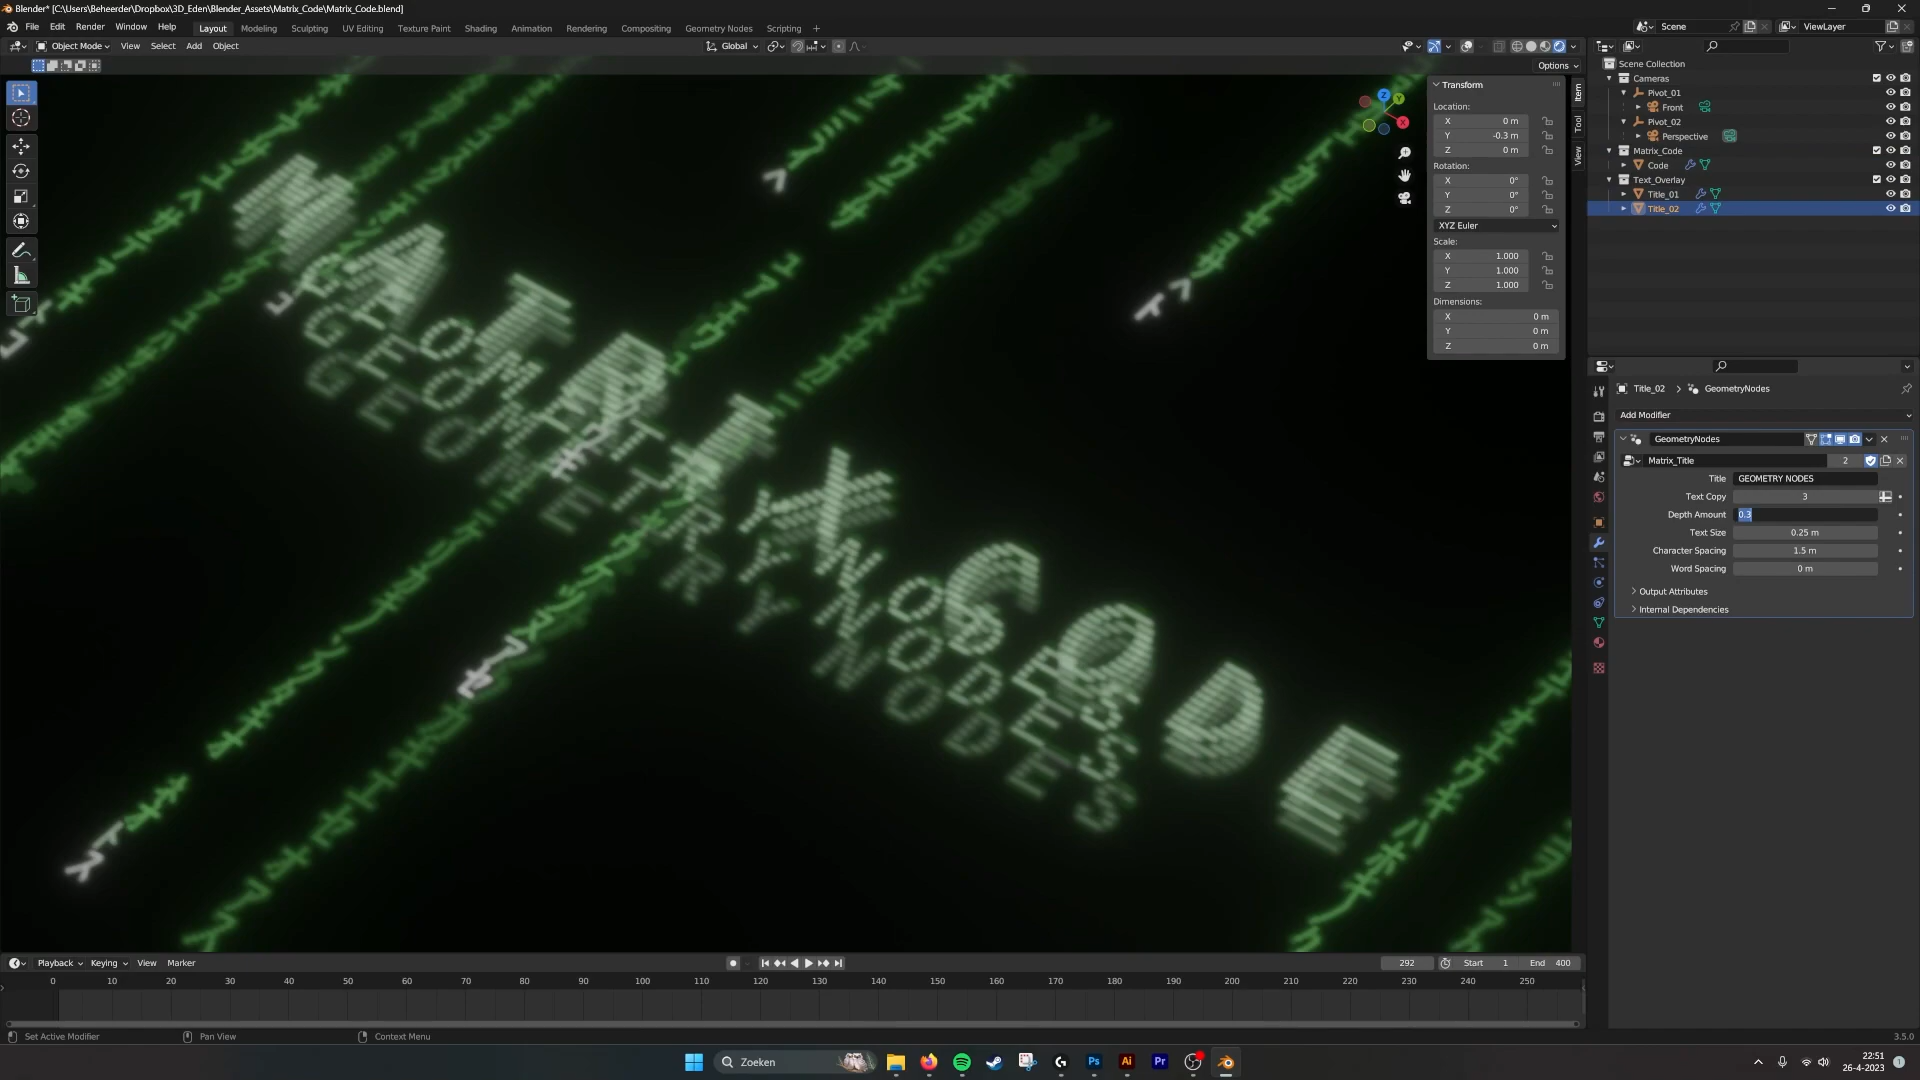 Blender* [C:\Users\Beheerder\Dropbox\3D_Eden\Blender_Assets\Matrix_Code\Matrix_Code.blend]
File Edit Render Window Help Layout Modeling Sculpting UV Editing Texture Paint Shading Animation Rendering Compositing Geometry Nodes Scripting + Scene ViewLayer
Object Mode View Select Add Object Global
Options
Scene Collection
Cameras
Pivot_01
Front
Pivot_02
Perspective
Matrix_Code
Code
Text_Overlay
Title_01
Title_02
Transform
Location:
X 0 m
Y -0.3 m
Z 0 m
Rotation:
X 0°
Y 0°
Z 0°
XYZ Euler
Scale:
X 1.000
Y 1.000
Z 1.000
Dimensions:
X 0 m
Y 0 m
Z 0 m
Item
Tool
View
Z
Y
X
MATRIX CODE
GEOMETRY NODES
GEOMETRY NODES
GEOMETRY NODES
Title_02 > GeometryNodes
Add Modifier
GeometryNodes
Matrix_Title 2
Title GEOMETRY NODES
Text Copy 3
Depth Amount 0.3
Text Size 0.25 m
Character Spacing 1.5 m
Word Spacing 0 m
Output Attributes
Internal Dependencies
Playback Keying View Marker 292 Start 1 End 400
0 10 20 30 40 50 60 70 80 90 100 110 120 130 140 150 160 170 180 190 200 210 220 230 240 250
Set Active Modifier Pan View Context Menu 3.5.0
Zoeken Ps Ai Pr
22:51
26-4-2023
1